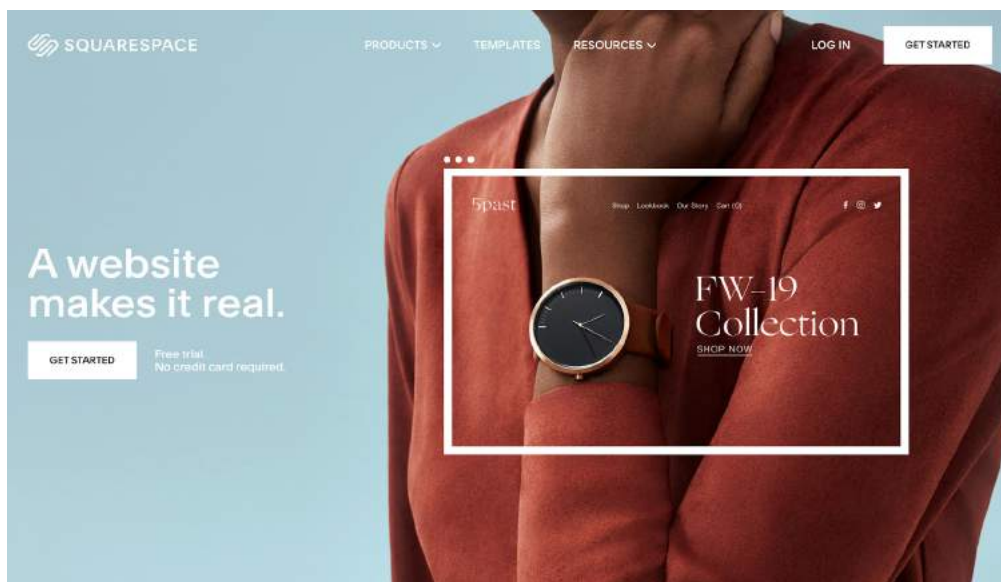 SQUARESPACE
PRODUCTS
TEMPLATES
RESOURCES
LOG IN
GET STARTED
5past
Shop Lookbook Our Story Cart (0)
A website
makes it real.
FW–19
Collection
SHOP NOW
GET STARTED
Free trial.
No credit card required.